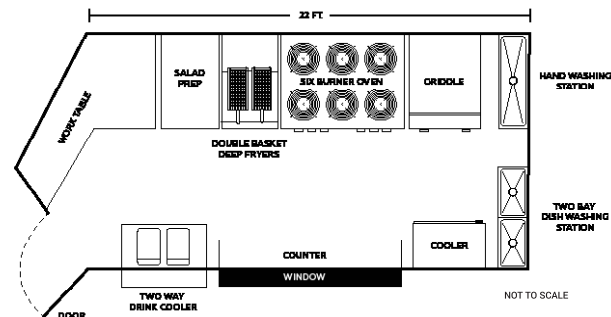 22 FT.
WORK TABLE
SALAD
PREP
SIX BURNER OVEN
GRIDDLE
HAND WASHING
STATION
DOUBLE BASKET
DEEP FRYERS
TWO BAY
DISH WASHING
STATION
COUNTER
COOLER
WINDOW
TWO WAY
DRINK COOLER
NOT TO SCALE
DOOR